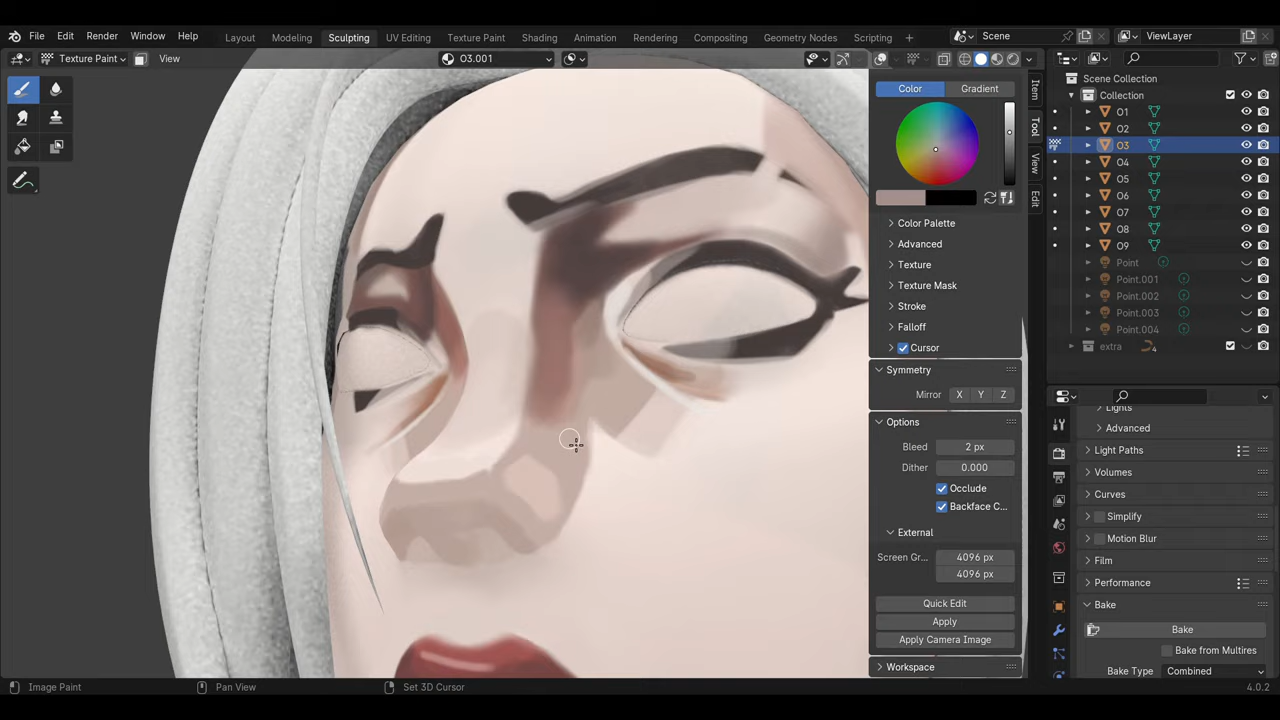 File Edit Render Window Help Layout Modeling Sculpting UV Editing Texture Paint Shading Animation Rendering Compositing Geometry Nodes Scripting + Scene ViewLayer
Texture Paint View O3.001
Color Gradient
Color Palette
Advanced
Texture
Texture Mask
Stroke
Falloff
Cursor
Symmetry
Mirror X Y Z
Options
Bleed 2 px
Dither 0.000
Occlude
Backface C...
External
Screen Gr... 4096 px
4096 px
Quick Edit
Apply
Apply Camera Image
Workspace
Item
Tool
View
Edit
Scene Collection
Collection
O1
O2
O3
O4
O5
O6
O7
O8
O9
Point
Point.001
Point.002
Point.003
Point.004
extra 4
Lights
Advanced
Light Paths
Volumes
Curves
Simplify
Motion Blur
Film
Performance
Bake
Bake
Bake from Multires
Bake Type Combined
Image Paint Pan View Set 3D Cursor 4.0.2